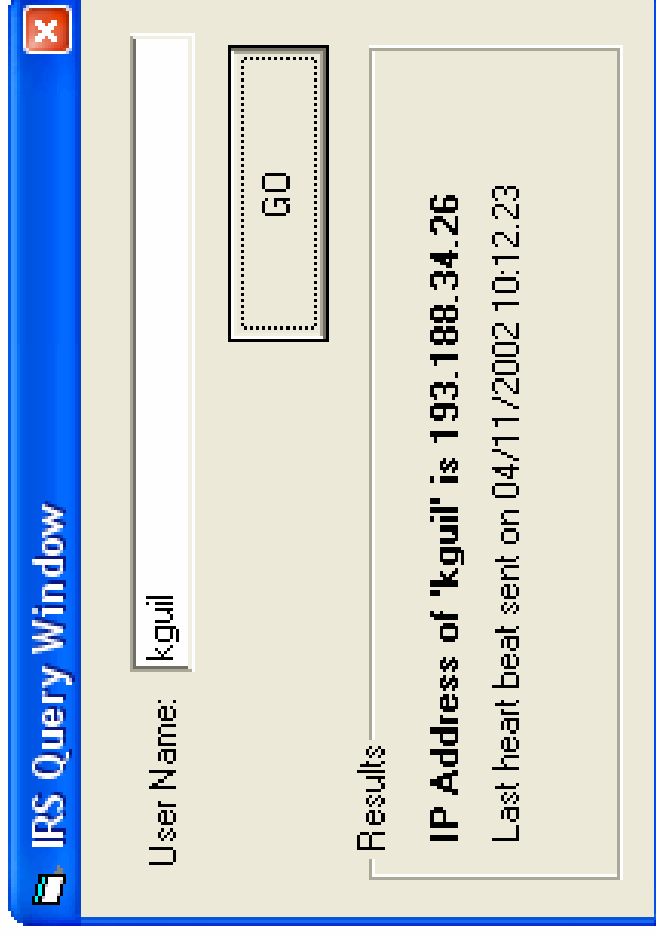 IRS Query Window
User Name: kguil
GO
Results
IP Address of 'kguil' is 193.188.34.26
Last heart beat sent on 04/11/2002 10:12.23